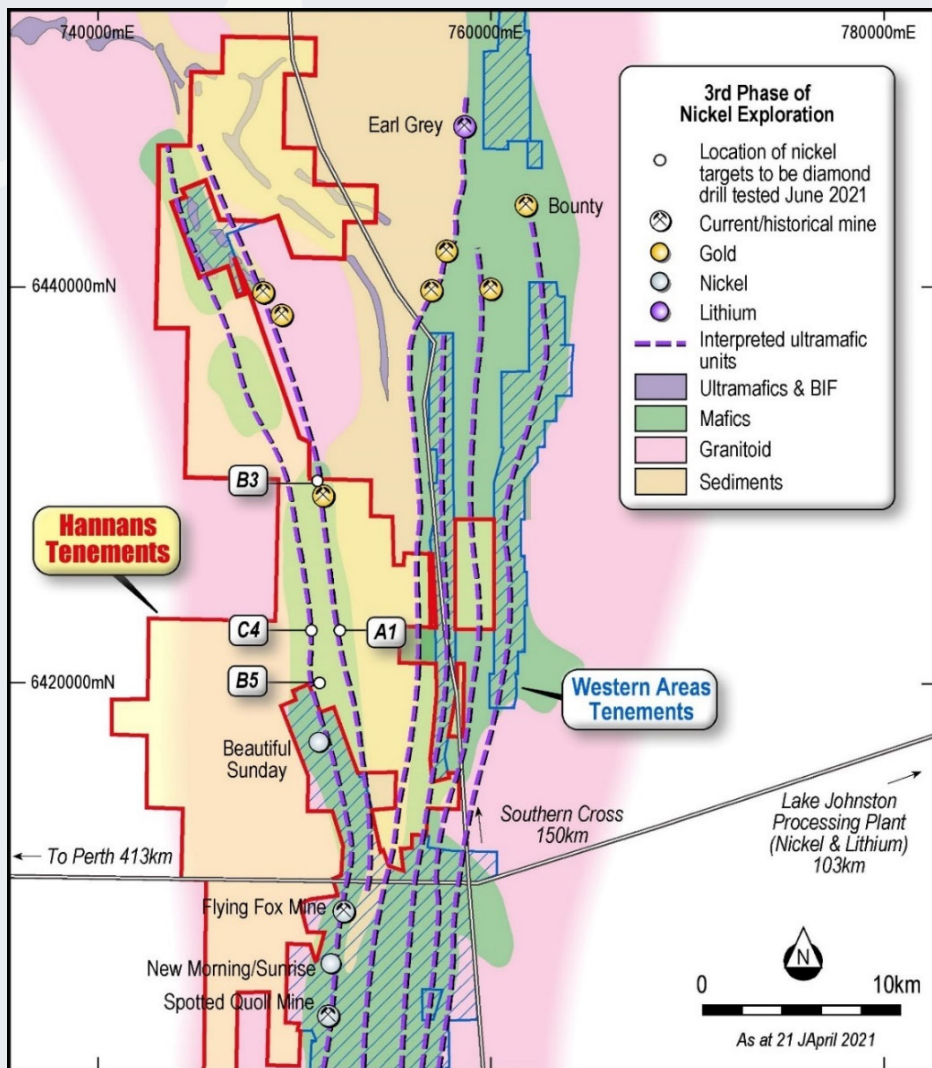 740000mE
760000mE
780000mE
3rd Phase of
Nickel Exploration
Location of nickel
targets to be diamond
drill tested June 2021
Current/historical mine
Gold
Nickel
Lithium
Interpreted ultramafic
units
Ultramafics & BIF
Mafics
Granitoid
Sediments
Earl Grey
Bounty
6440000mN
B3
Hannans
Tenements
C4
A1
B5
6420000mN
Western Areas
Tenements
Beautiful
Sunday
Southern Cross
150km
Lake Johnston
Processing Plant
(Nickel & Lithium)
103km
To Perth 413km
Flying Fox Mine
New Morning/Sunrise
Spotted Quoll Mine
N
0 10km
As at 21 JApril 2021